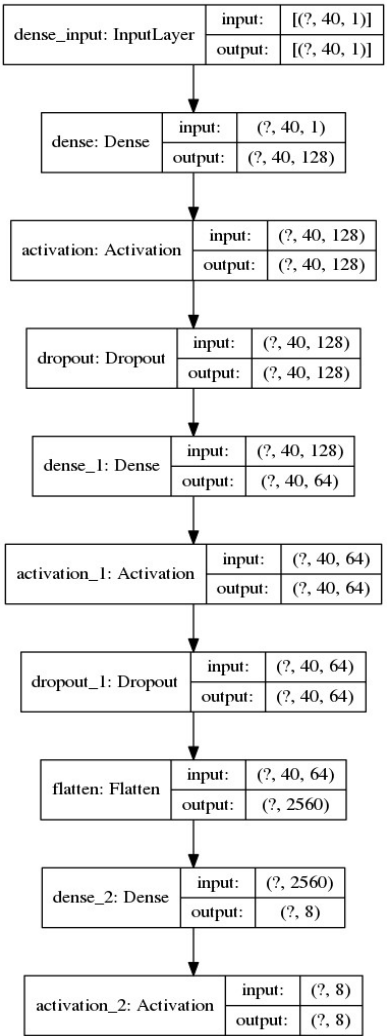 dense_input: InputLayer
input:
[(?, 40, 1)]
output:
[(?, 40, 1)]
dense: Dense
input:
(?, 40, 1)
output:
(?, 40, 128)
activation: Activation
input:
(?, 40, 128)
output:
(?, 40, 128)
dropout: Dropout
input:
(?, 40, 128)
output:
(?, 40, 128)
dense_1: Dense
input:
(?, 40, 128)
output:
(?, 40, 64)
activation_1: Activation
input:
(?, 40, 64)
output:
(?, 40, 64)
dropout_1: Dropout
input:
(?, 40, 64)
output:
(?, 40, 64)
flatten: Flatten
input:
(?, 40, 64)
output:
(?, 2560)
dense_2: Dense
input:
(?, 2560)
output:
(?, 8)
activation_2: Activation
input:
(?, 8)
output:
(?, 8)